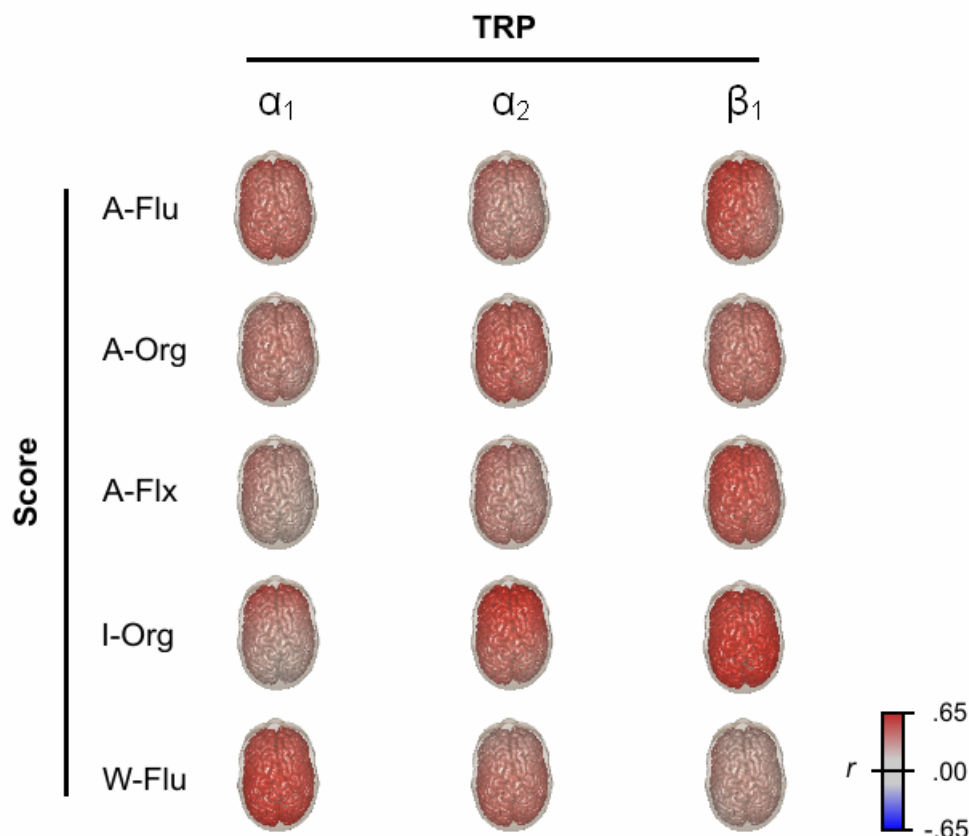 TRP
α₁ α₂ β₁
A-Flu
A-Org
A-Flx
Score
I-Org
W-Flu
.65
r .00
-.65